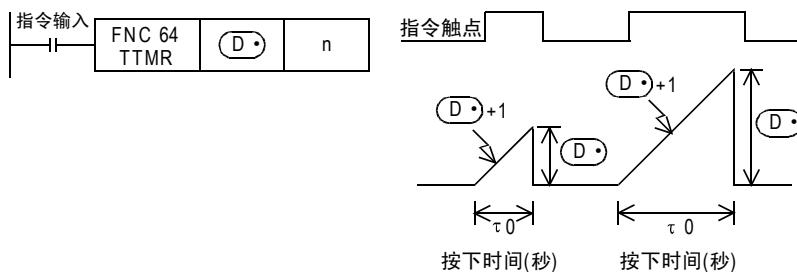 指令输入
FNC 64
TTMR
D •
n
指令触点
D • +1
D •
D • +1
D •
τ0
τ 0
按下时间(秒)
按下时间(秒)